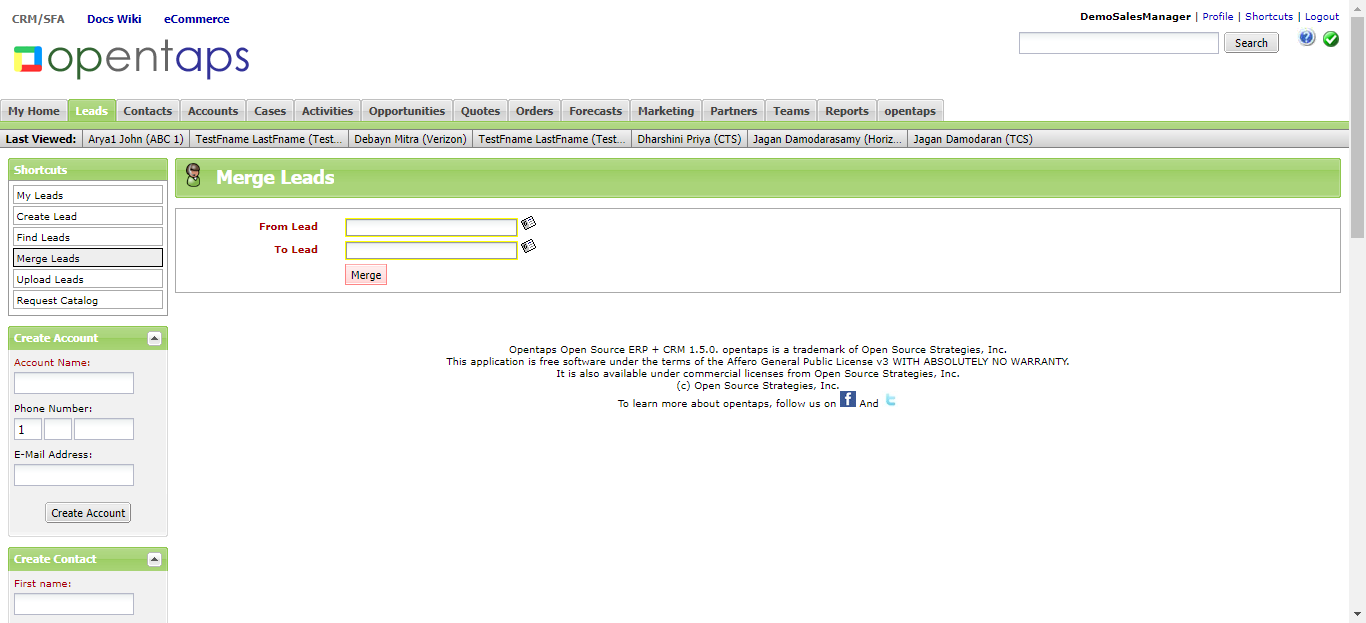 CRM/SFA Docs Wiki eCommerce
DemoSalesManager | Profile | Shortcuts | Logout
opentaps
Search
My Home Leads Contacts Accounts Cases Activities Opportunities Quotes Orders Forecasts Marketing Partners Teams Reports opentaps
Last Viewed: Arya1 John (ABC 1) TestFname LastFname (Test... Debayn Mitra (Verizon) TestFname LastFname (Test... Dharshini Priya (CTS) Jagan Damodarasamy (Horiz... Jagan Damodaran (TCS)
Shortcuts
My Leads
Create Lead
Find Leads
Merge Leads
Upload Leads
Request Catalog
Create Account
Account Name:
Phone Number:
1
E-Mail Address:
Create Account
Create Contact
First name:
Merge Leads
From Lead
To Lead
Merge
Opentaps Open Source ERP + CRM 1.5.0. opentaps is a trademark of Open Source Strategies, Inc.
This application is free software under the terms of the Affero General Public License v3 WITH ABSOLUTELY NO WARRANTY.
It is also available under commercial licenses from Open Source Strategies, Inc.
(c) Open Source Strategies, Inc.
To learn more about opentaps, follow us on f And t